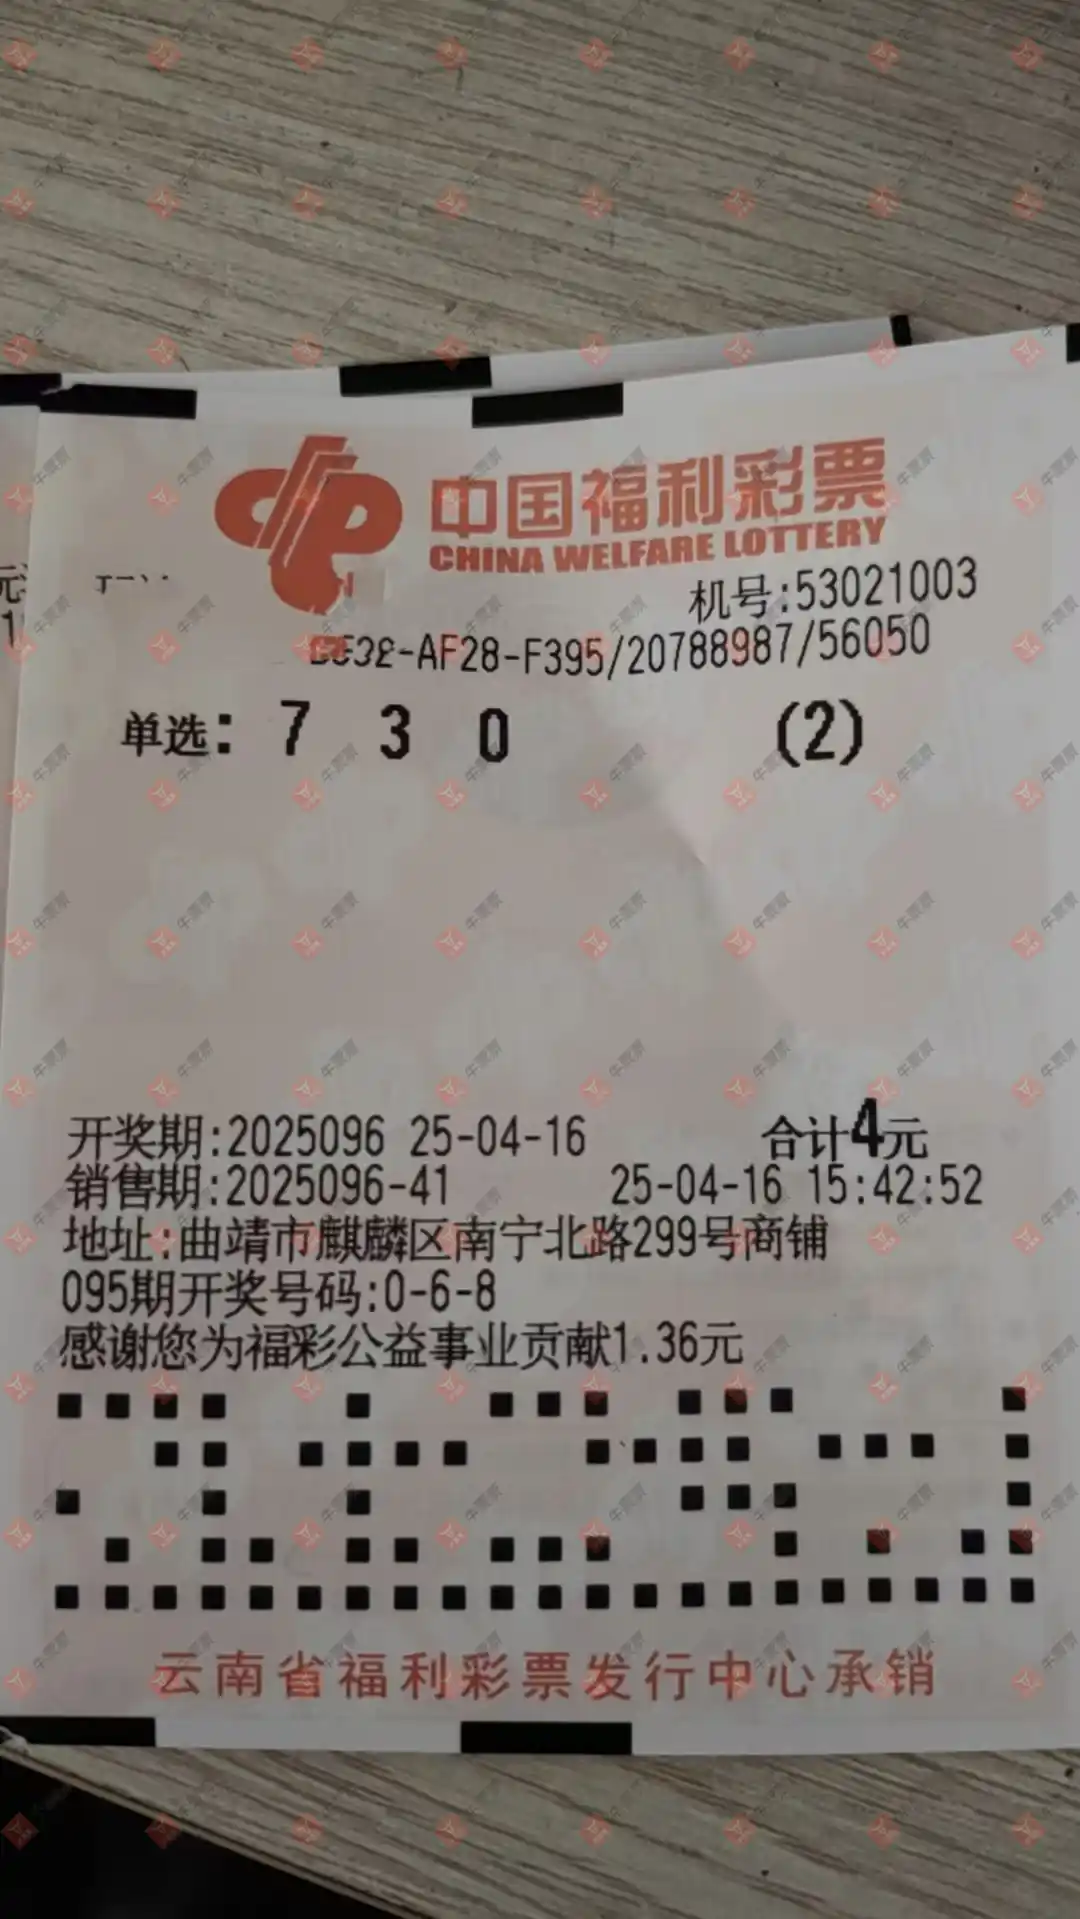 中国福利彩票
CHINA WELFARE LOTTERY
机号:53021003
-AF28-F395/20788987/56050
单选: 7 3 0 (2)
开奖期:2025096 25-04-16 合计4元
销售期:2025096-41 25-04-16 15:42:52
地址:曲靖市麒麟区南宁北路299号商铺
095期开奖号码:0-6-8
感谢您为福彩公益事业贡献1.36元
云南省福利彩票发行中心承销